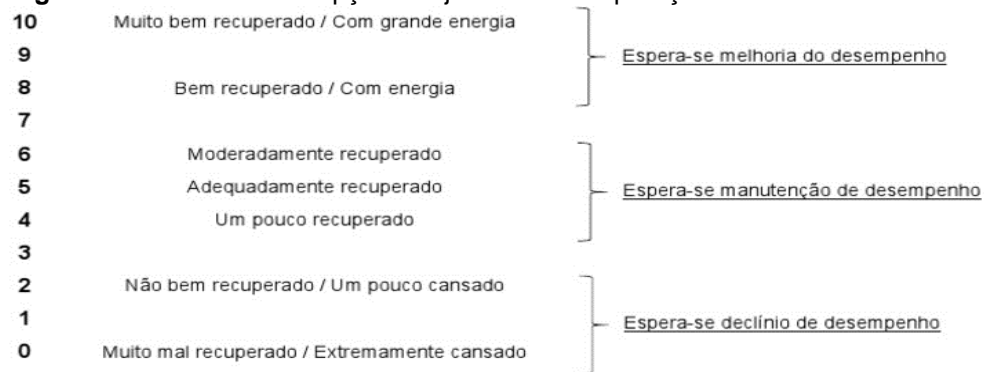 10 Muito bem recuperado / Com grande energia
9 Espera-se melhoria do desempenho
8 Bem recuperado / Com energia
7
6 Moderadamente recuperado
5 Adequadamente recuperado Espera-se manutenção de desempenho
4 Um pouco recuperado
3
2 Não bem recuperado / Um pouco cansado
1 Espera-se declínio de desempenho
0 Muito mal recuperado / Extremamente cansado